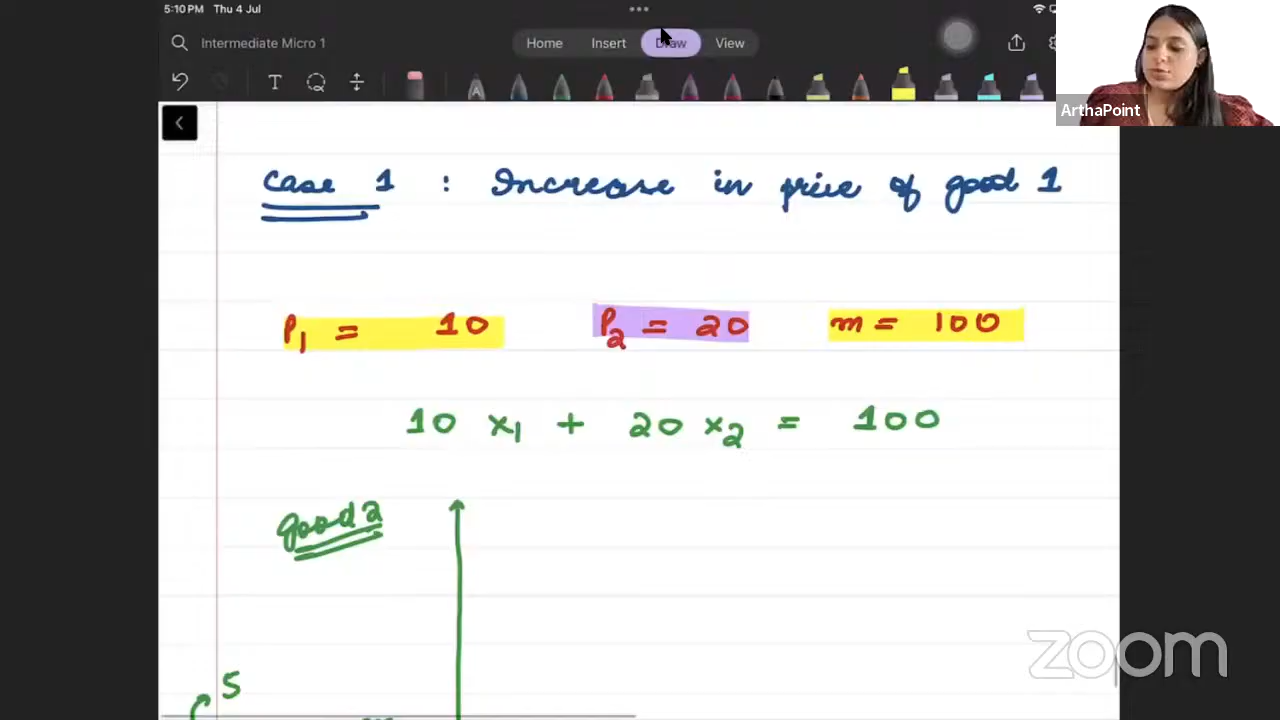 5:10 PM Thu 4 Jul
Intermediate Micro 1
Home Insert Draw View
ArthaPoint
Case 1 : Increase in price of good 1
P1 = 10 P2 = 20 m = 100
10 x1 + 20 x2 = 100
good 2
5
zoom